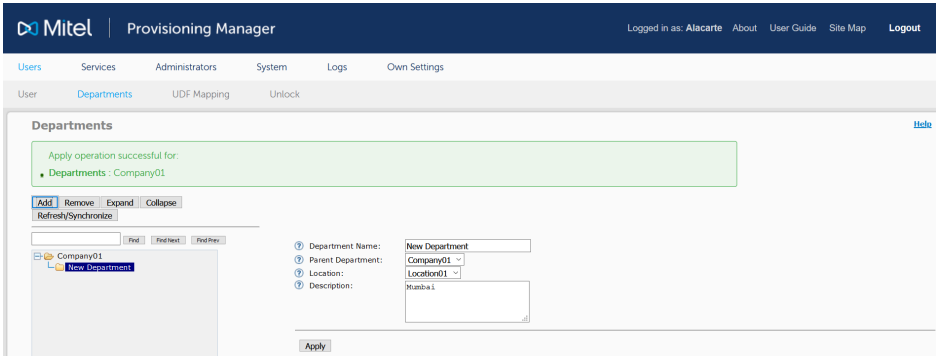 Mitel | Provisioning Manager
Logged in as: Alacarte About User Guide Site Map Logout
Users Services Administrators System Logs Own Settings
User Departments UDF Mapping Unlock
Departments
Help
Apply operation successful for:
Departments : Company01
Add Remove Expand Collapse
Refresh/Synchronize
Find Find Next Find Prev
Company01
New Department
? Department Name: New Department
? Parent Department: Company01
? Location: Location01
? Description: Mumbai
Apply